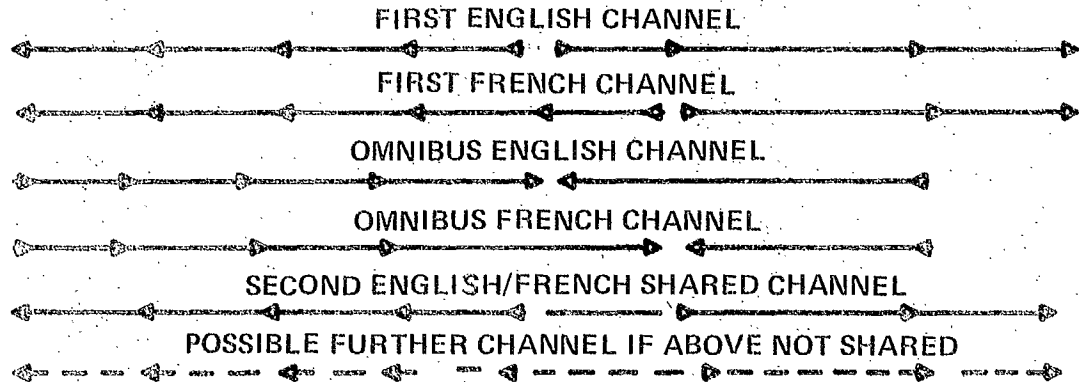 FIRST ENGLISH CHANNEL
FIRST FRENCH CHANNEL
OMNIBUS ENGLISH CHANNEL
OMNIBUS FRENCH CHANNEL
SECOND ENGLISH/FRENCH SHARED CHANNEL
POSSIBLE FURTHER CHANNEL IF ABOVE NOT SHARED